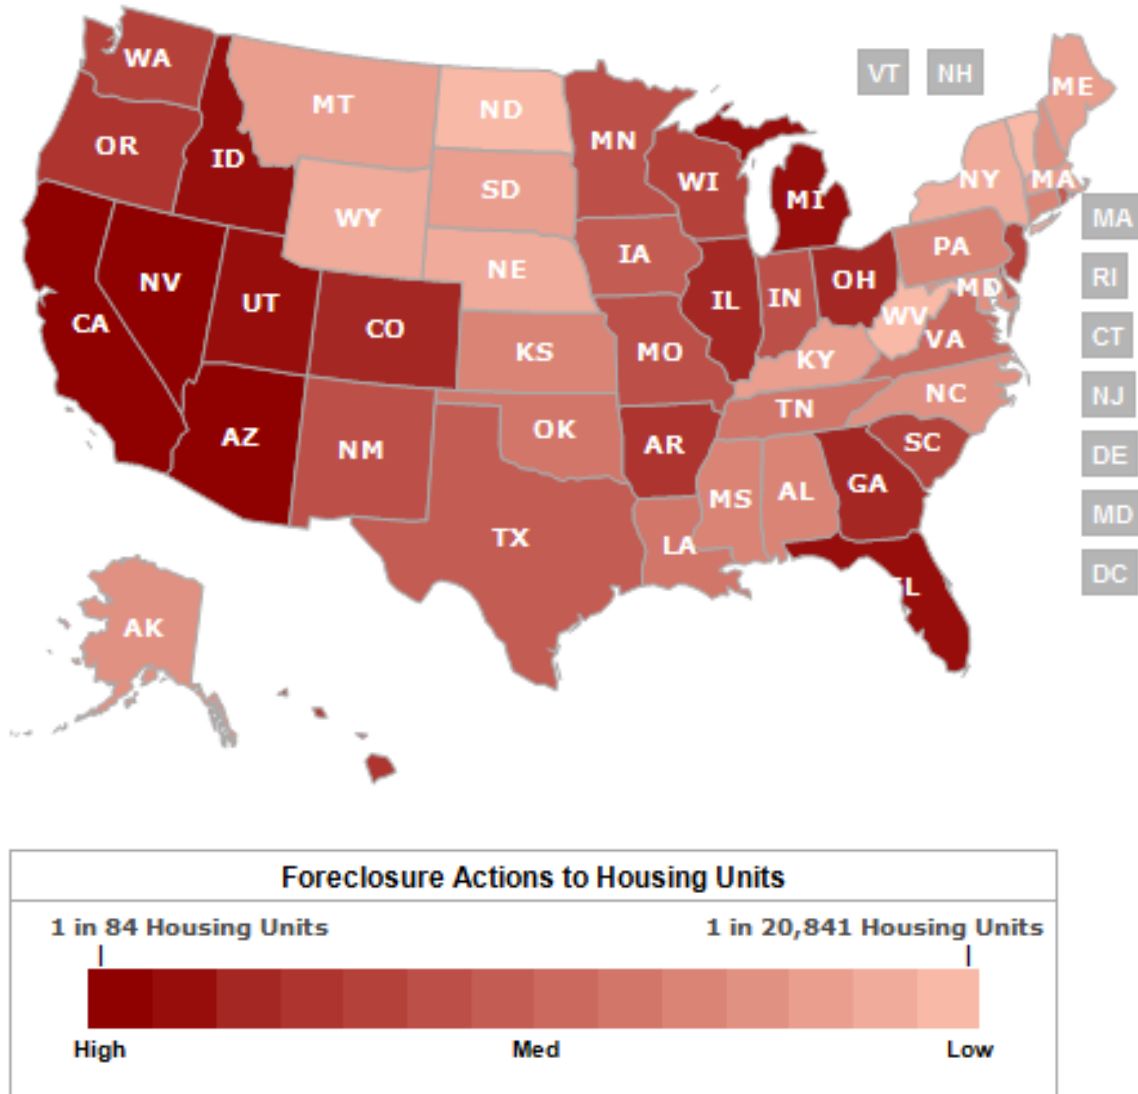 WA
VT NH
ME
MT
ND
MN
OR
ID
WI
NY
MA
SD
MI
WY
MA
PA
IA
NE
RI
NV
OH
MD
UT
IL
IN
WV
CA
CO
CT
VA
KS
MO
KY
NC
NJ
TN
OK
AZ
AR
SC
NM
DE
GA
MS
AL
MD
TX
LA
DC
FL
AK
Foreclosure Actions to Housing Units
1 in 84 Housing Units 1 in 20,841 Housing Units
High Med Low